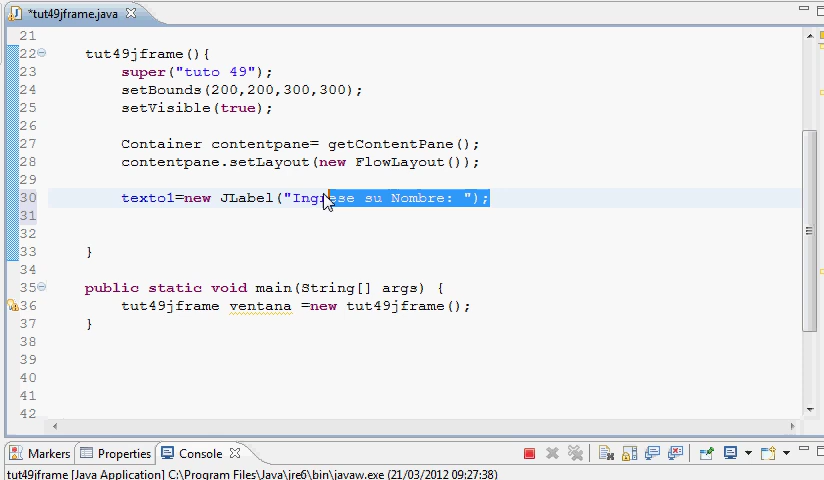 *tut49jframe.java
21
22 tut49jframe(){
23 super("tuto 49");
24 setBounds(200,200,300,300);
25 setVisible(true);
26
27 Container contentpane= getContentPane();
28 contentpane.setLayout(new FlowLayout());
29
30 texto1=new JLabel("Ingrese su Nombre: ");
31
32
33 }
34
35 public static void main(String[] args) {
36 tut49jframe ventana =new tut49jframe();
37 }
38
39
40
41
42
Markers Properties Console
tut49jframe [Java Application] C:\Program Files\Java\jre6\bin\javaw.exe (21/03/2012 09:27:38)